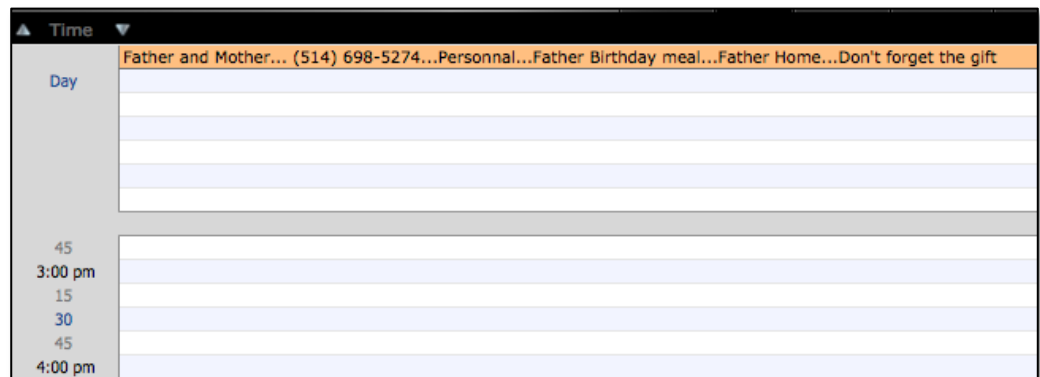 Time
Father and Mother... (514) 698-5274...Personnal...Father Birthday meal...Father Home...Don't forget the gift
Day
45
3:00 pm
15
30
45
4:00 pm